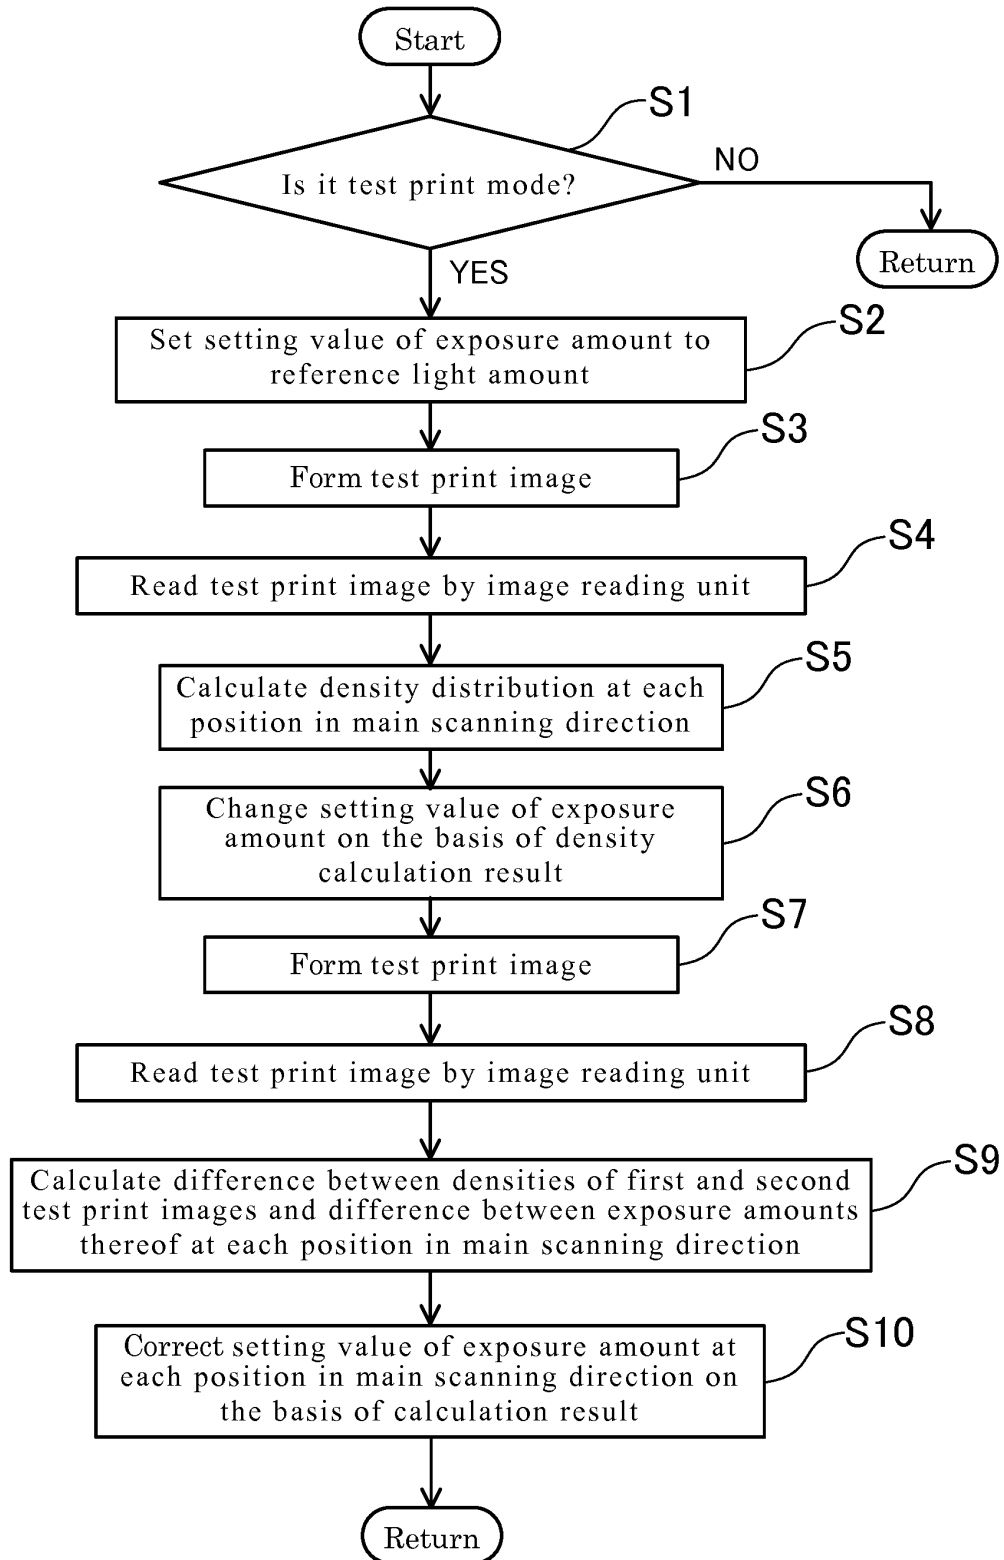 Start
S1
Is it test print mode?
NO
Return
YES
S2
Set setting value of exposure amount to
reference light amount
S3
Form test print image
S4
Read test print image by image reading unit
S5
Calculate density distribution at each
position in main scanning direction
S6
Change setting value of exposure
amount on the basis of density
calculation result
S7
Form test print image
S8
Read test print image by image reading unit
S9
Calculate difference between densities of first and second
test print images and difference between exposure amounts
thereof at each position in main scanning direction
S10
Correct setting value of exposure amount at
each position in main scanning direction on
the basis of calculation result
Return